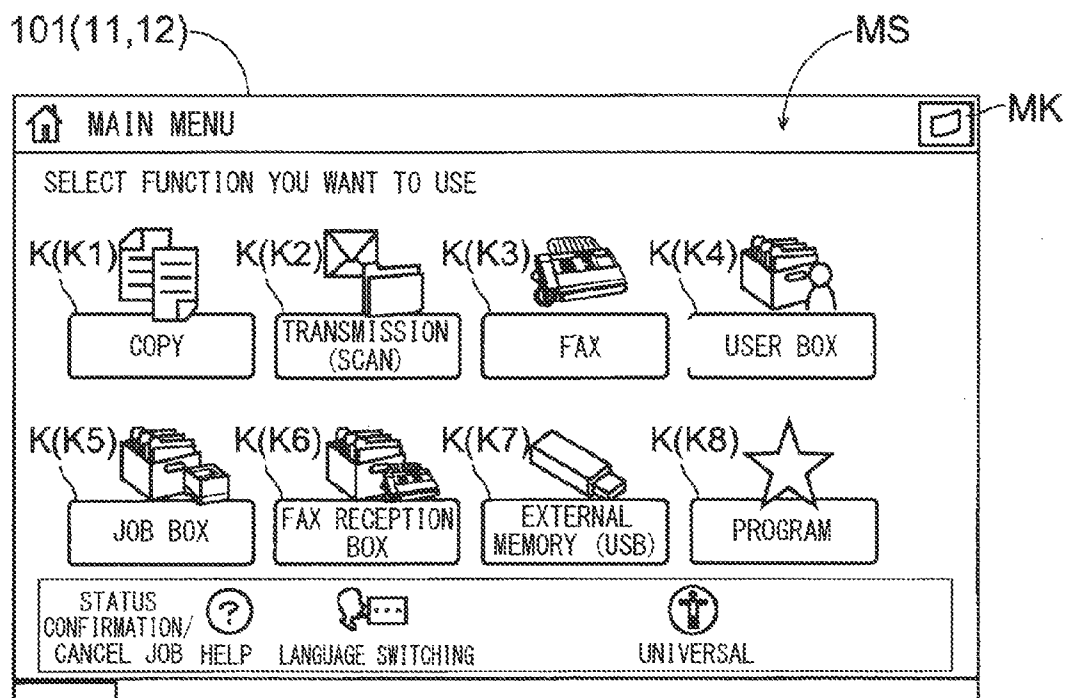 101(11,12)
MS
MK
MAIN MENU
SELECT FUNCTION YOU WANT TO USE
K(K1) K(K2) K(K3) K(K4)
COPY
TRANSMISSION
(SCAN)
FAX
USER BOX
K(K5) K(K6) K(K7) K(K8)
JOB BOX
FAX RECEPTION
BOX
EXTERNAL
MEMORY (USB)
PROGRAM
STATUS
CONFIRMATION/
CANCEL JOB
?
HELP
LANGUAGE SWITCHING
UNIVERSAL